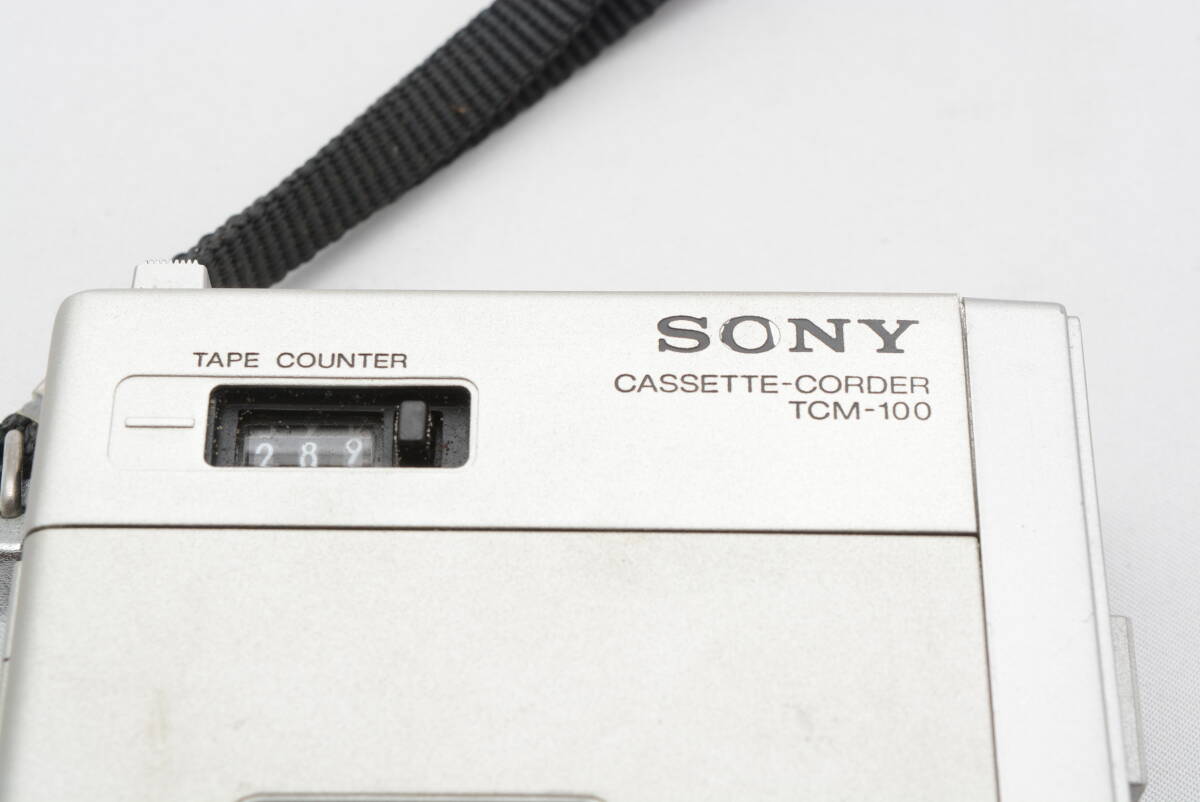 SONY
CASSETTE-CORDER
TCM-100
TAPE COUNTER
289